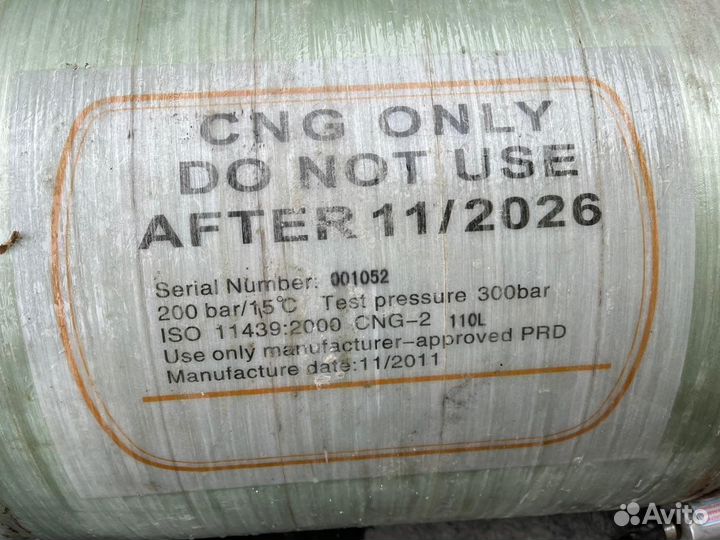 CNG ONLY
DO NOT USE
AFTER 11/2026
Serial Number: 001052
200 bar/15℃ Test pressure 300bar
ISO 11439:2000 CNG-2 110L
Use only manufacturer-approved PRD
Manufacture date:11/2011
Avito